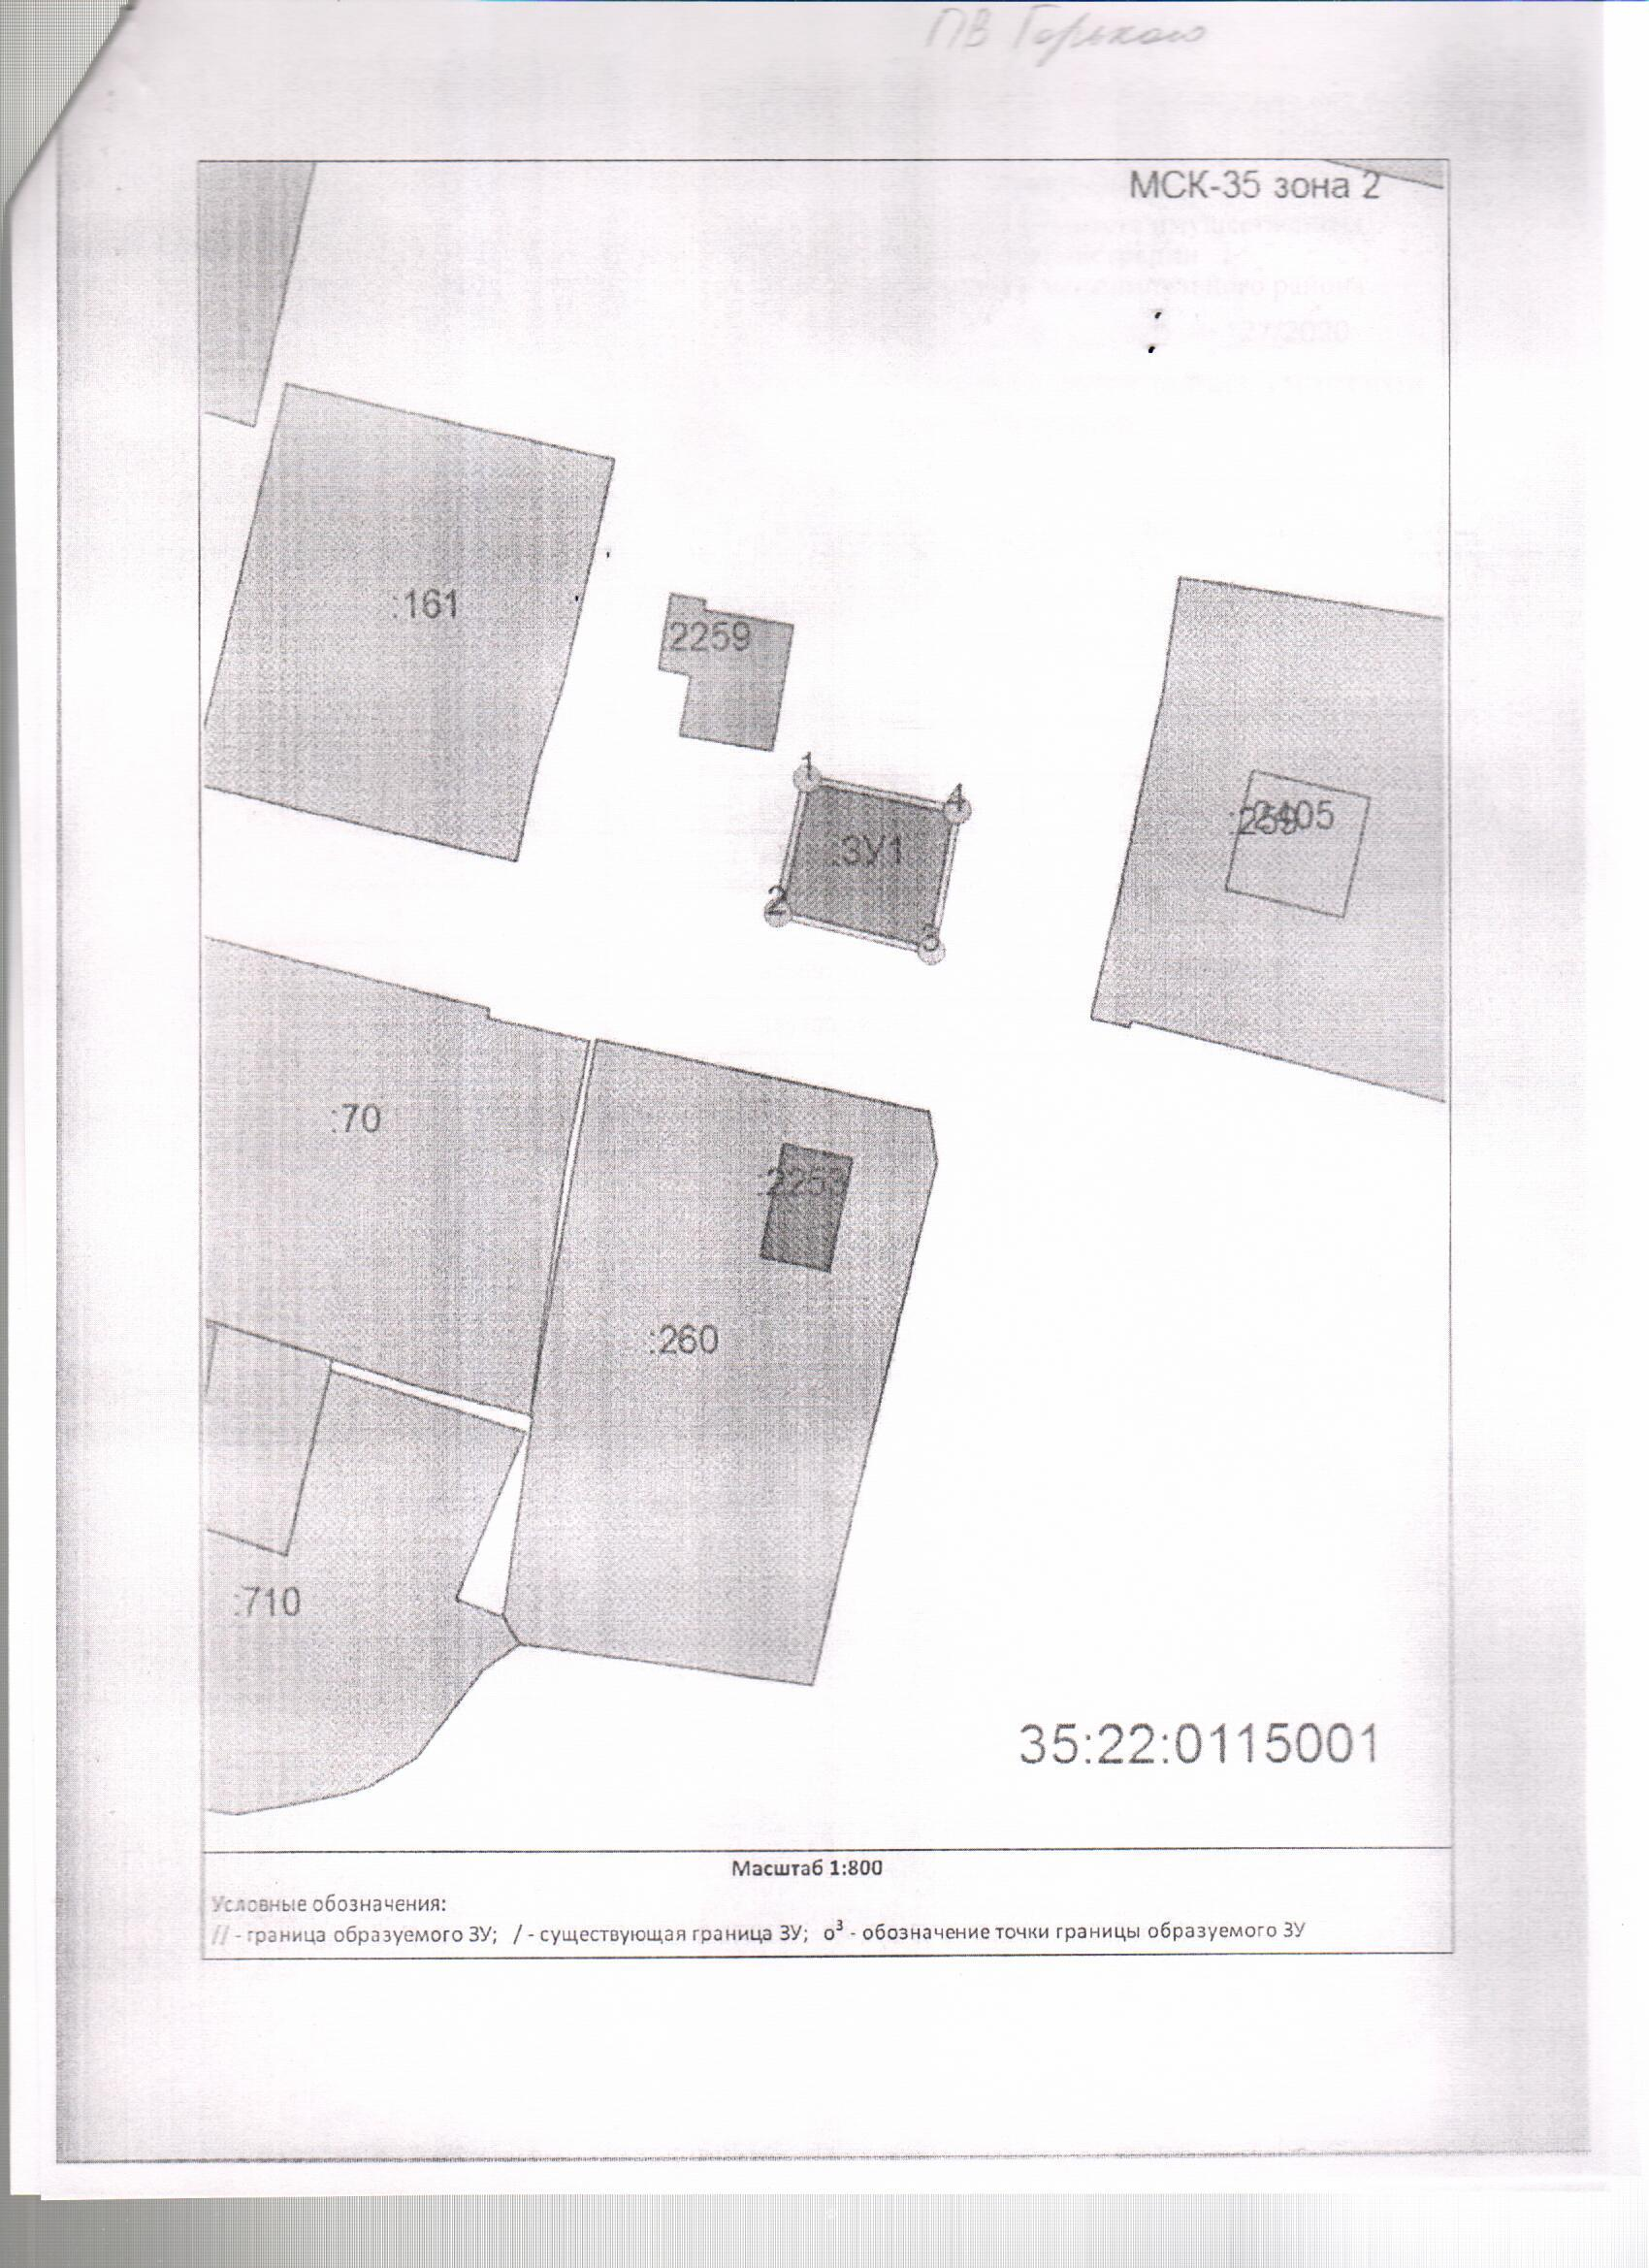 ПВ Горького
МСК-35 зона 2
:161
2259
1
4
:ЗУ1
2
3
:2405
:70
:260
:710
35:22:0115001
Масштаб 1:800
Условные обозначения:
// - граница образуемого ЗУ; / - существующая граница ЗУ; о³ - обозначение точки границы образуемого ЗУ